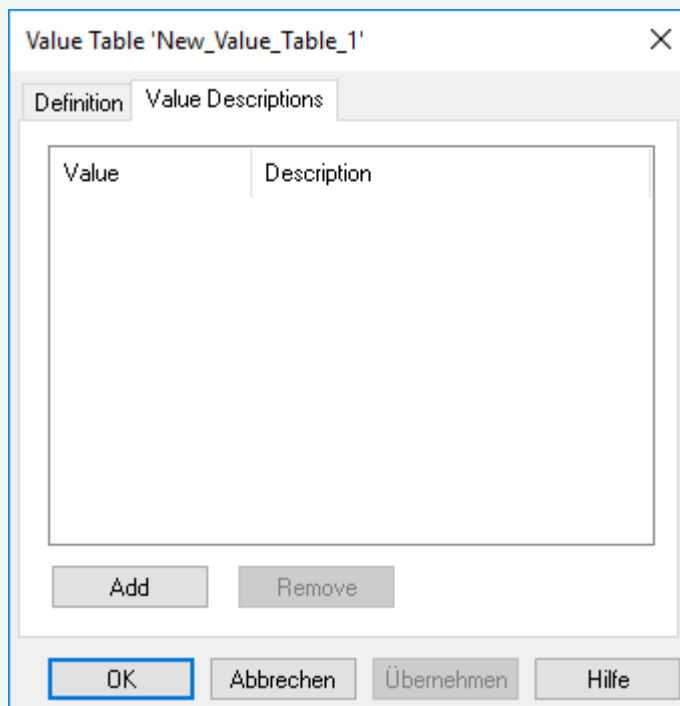 Value Table 'New_Value_Table_1'
Definition Value Descriptions
Value Description
Add Remove
OK Abbrechen Übernehmen Hilfe